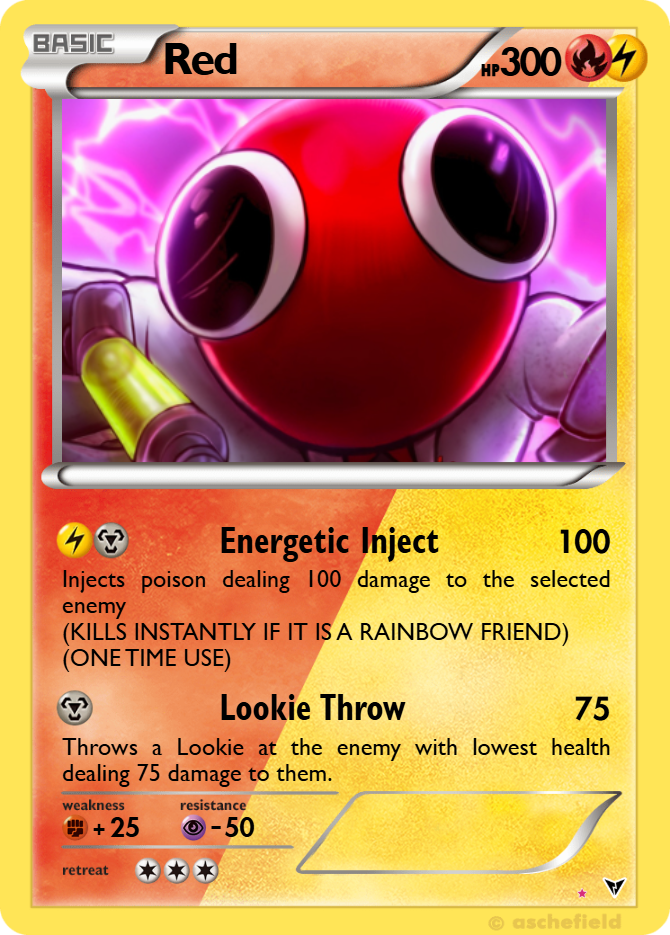 BASIC
Red
HP300
Energetic Inject 100
Injects poison dealing 100 damage to the selected
enemy
(KILLS INSTANTLY IF IT IS A RAINBOW FRIEND)
(ONE TIME USE)
Lookie Throw 75
Throws a Lookie at the enemy with lowest health
dealing 75 damage to them.
weakness resistance
+25 -50
retreat
© aschefield